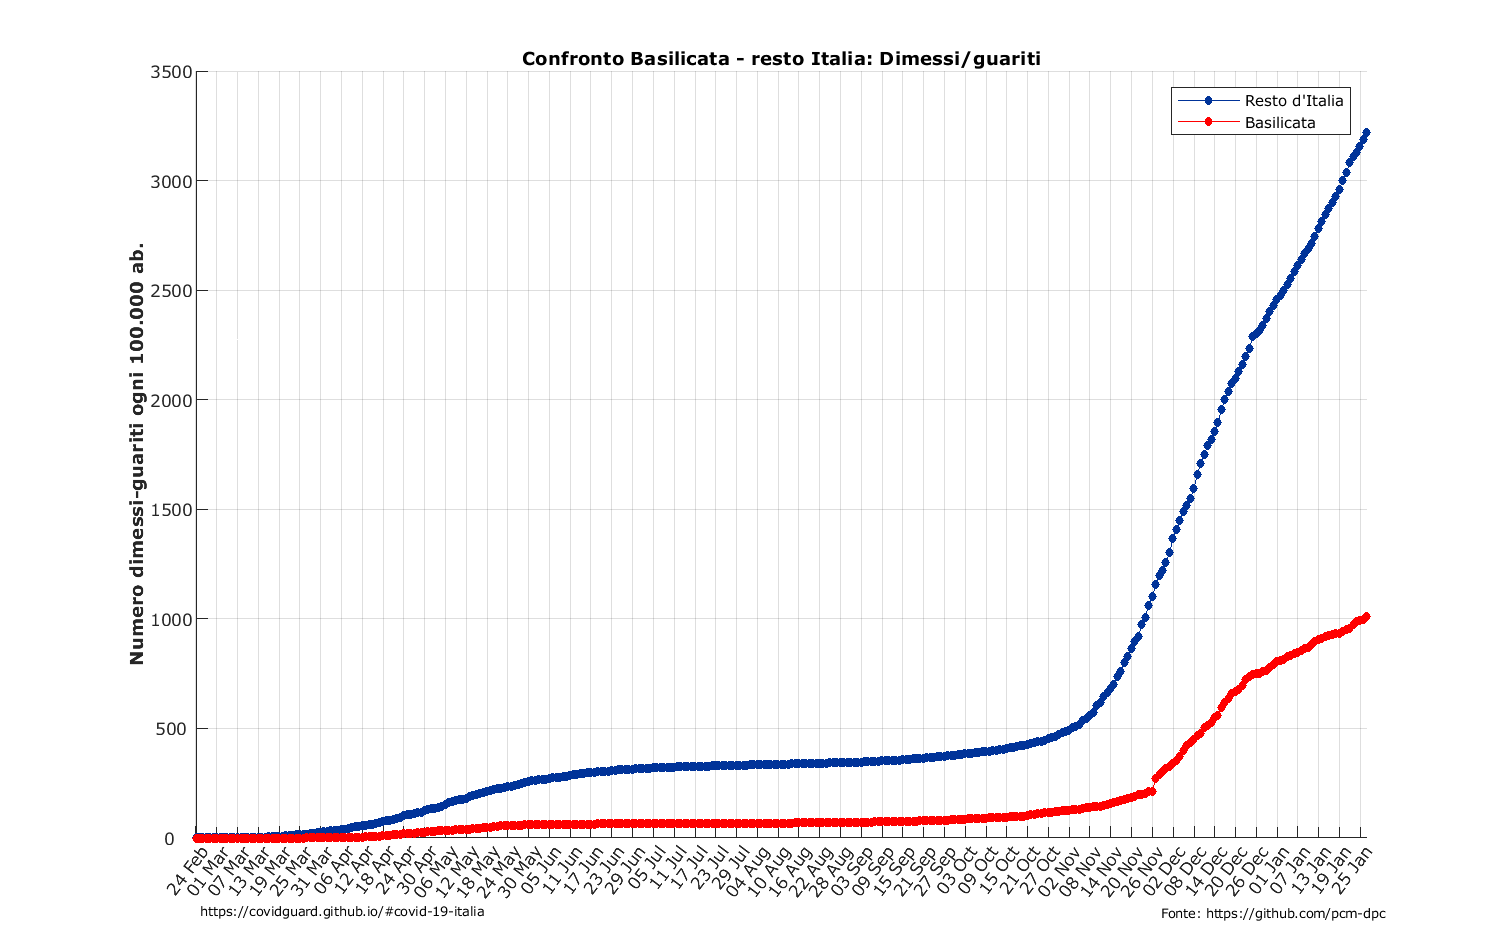 Confronto Basilicata - resto Italia: Dimessi/guariti
Numero dimessi-guariti ogni 100.000 ab.
3500
3000
2500
2000
1500
1000
500
0
Resto d'Italia
Basilicata
24 Feb
01 Mar
07 Mar
13 Mar
19 Mar
25 Mar
31 Mar
06 Apr
12 Apr
18 Apr
24 Apr
30 Apr
06 May
12 May
18 May
24 May
30 May
05 Jun
11 Jun
17 Jun
23 Jun
29 Jun
05 Jul
11 Jul
17 Jul
23 Jul
29 Jul
04 Aug
10 Aug
16 Aug
22 Aug
28 Aug
03 Sep
09 Sep
15 Sep
21 Sep
27 Sep
03 Oct
09 Oct
15 Oct
21 Oct
27 Oct
02 Nov
08 Nov
14 Nov
20 Nov
26 Nov
02 Dec
08 Dec
14 Dec
20 Dec
26 Dec
01 Jan
07 Jan
13 Jan
19 Jan
25 Jan
https://covidguard.github.io/#covid-19-italia
Fonte: https://github.com/pcm-dpc